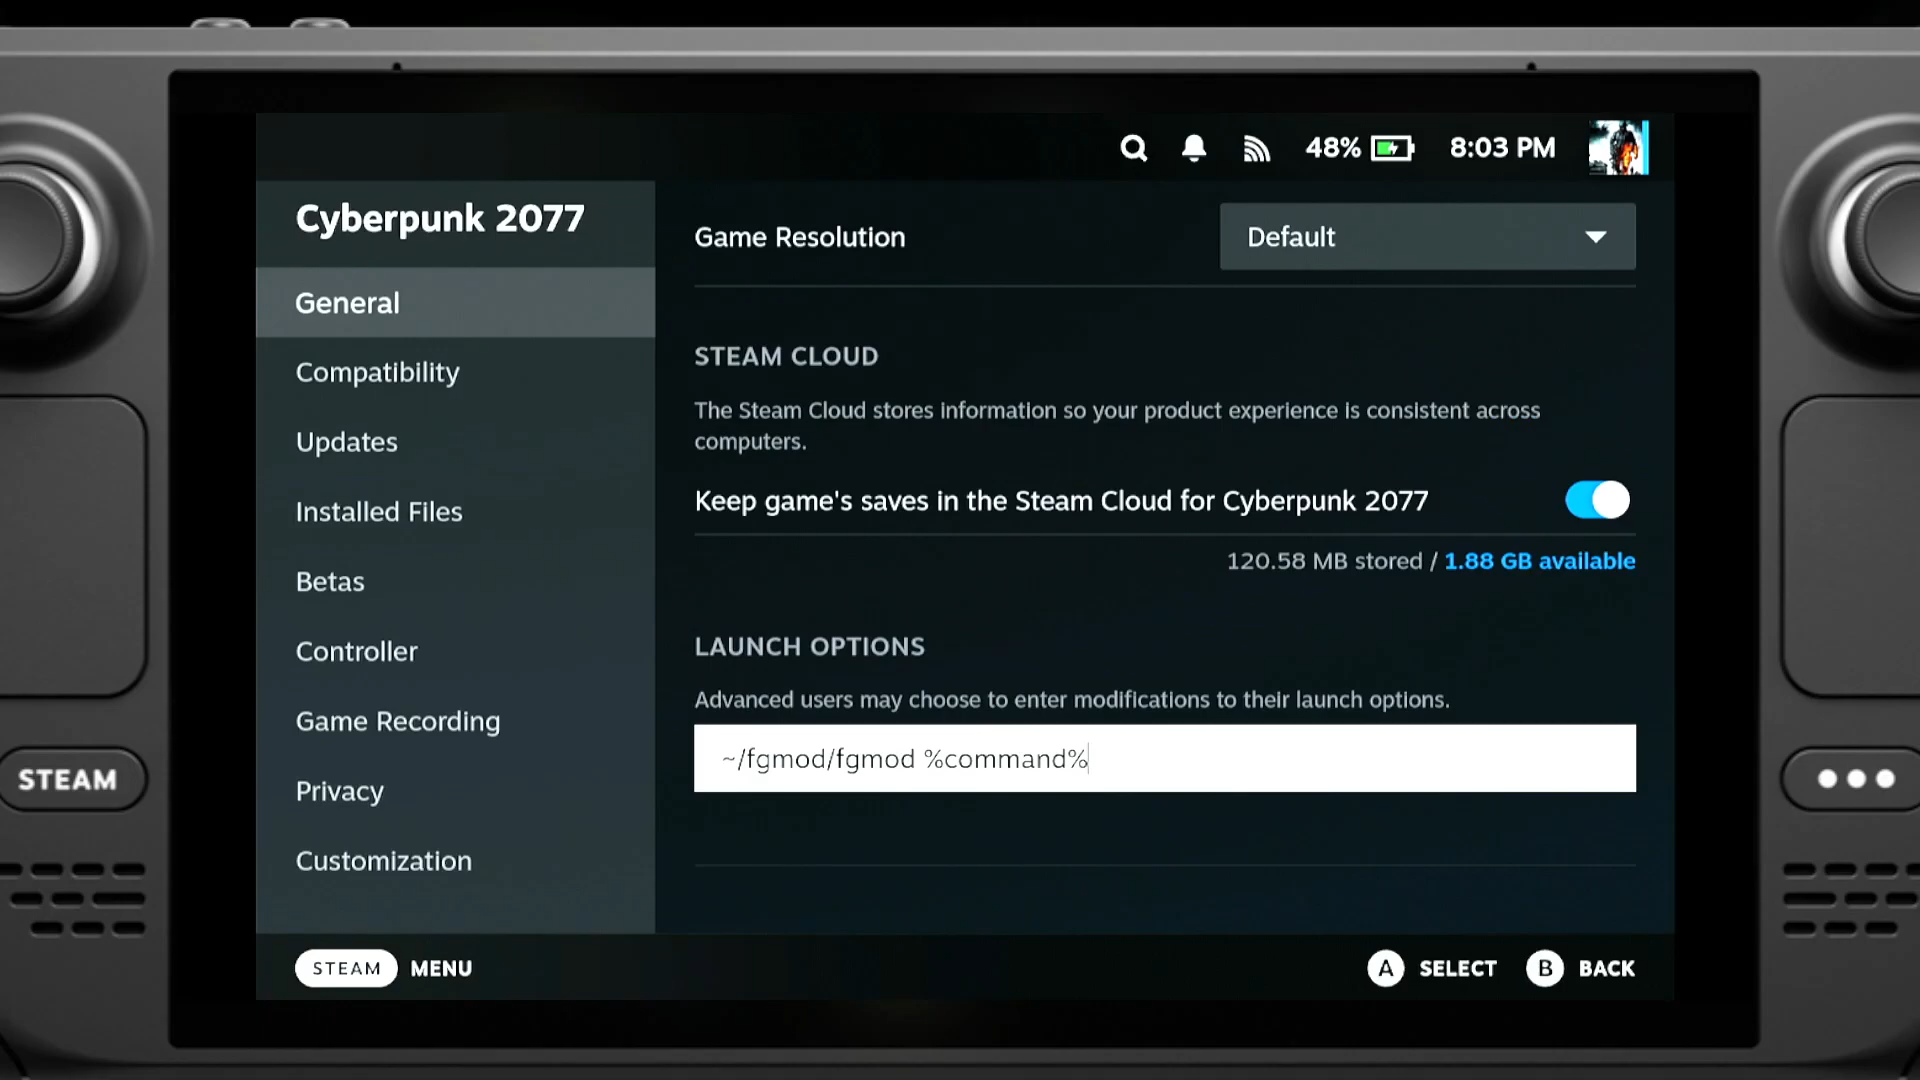 48%
8:03 PM
Cyberpunk 2077
General
Compatibility
Updates
Installed Files
Betas
Controller
Game Recording
Privacy
Customization
Game Resolution
Default
STEAM CLOUD
The Steam Cloud stores information so your product experience is consistent across
computers.
Keep game's saves in the Steam Cloud for Cyberpunk 2077
120.58 MB stored / 1.88 GB available
LAUNCH OPTIONS
Advanced users may choose to enter modifications to their launch options.
~/fgmod/fgmod %command%
STEAM
STEAM MENU
A SELECT
B BACK